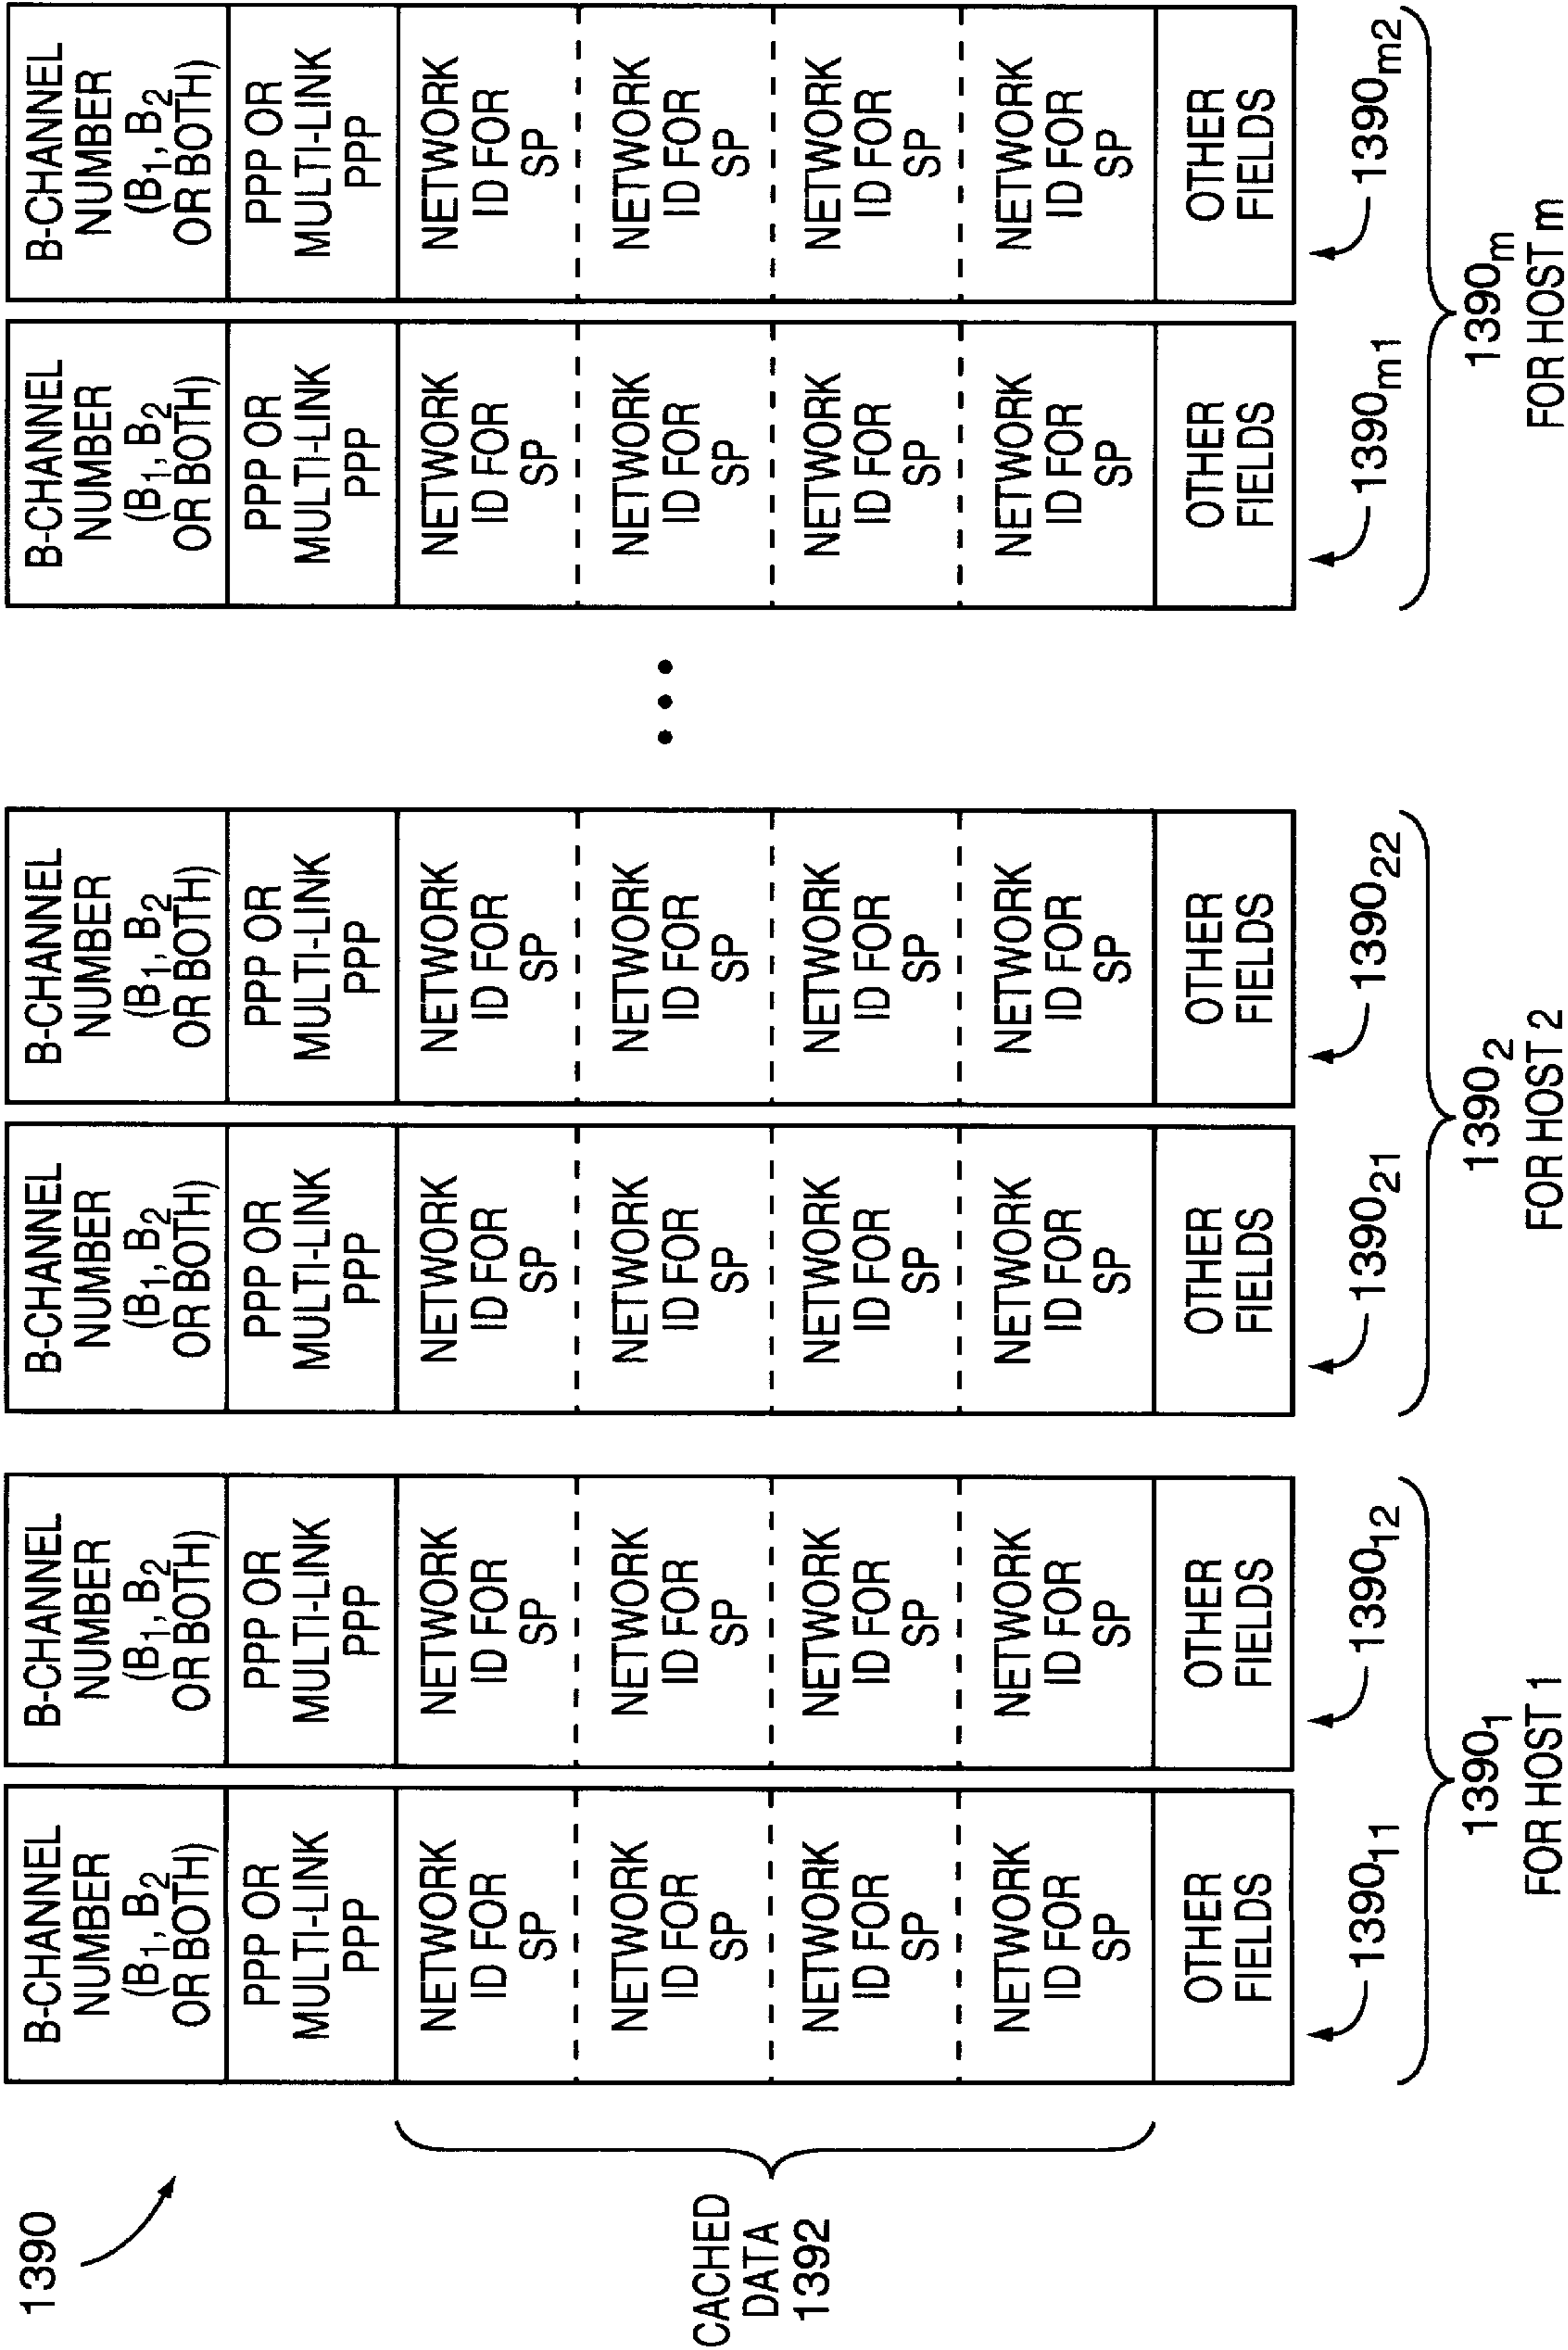 1390
CACHED
DATA
1392
B-CHANNEL
NUMBER
(B₁, B₂
OR BOTH)
PPP OR
MULTI-LINK
PPP
NETWORK
ID FOR
SP
NETWORK
ID FOR
SP
NETWORK
ID FOR
SP
NETWORK
ID FOR
SP
OTHER
FIELDS
1390₁₁
B-CHANNEL
NUMBER
(B₁, B₂
OR BOTH)
PPP OR
MULTI-LINK
PPP
NETWORK
ID FOR
SP
NETWORK
ID FOR
SP
NETWORK
ID FOR
SP
NETWORK
ID FOR
SP
OTHER
FIELDS
1390₁₂
1390₁
FOR HOST 1
B-CHANNEL
NUMBER
(B₁, B₂
OR BOTH)
PPP OR
MULTI-LINK
PPP
NETWORK
ID FOR
SP
NETWORK
ID FOR
SP
NETWORK
ID FOR
SP
NETWORK
ID FOR
SP
OTHER
FIELDS
1390₂₁
B-CHANNEL
NUMBER
(B₁, B₂
OR BOTH)
PPP OR
MULTI-LINK
PPP
NETWORK
ID FOR
SP
NETWORK
ID FOR
SP
NETWORK
ID FOR
SP
NETWORK
ID FOR
SP
OTHER
FIELDS
1390₂₂
1390₂
FOR HOST 2
• • •
B-CHANNEL
NUMBER
(B₁, B₂
OR BOTH)
PPP OR
MULTI-LINK
PPP
NETWORK
ID FOR
SP
NETWORK
ID FOR
SP
NETWORK
ID FOR
SP
NETWORK
ID FOR
SP
OTHER
FIELDS
1390ₘ₁
B-CHANNEL
NUMBER
(B₁, B₂
OR BOTH)
PPP OR
MULTI-LINK
PPP
NETWORK
ID FOR
SP
NETWORK
ID FOR
SP
NETWORK
ID FOR
SP
NETWORK
ID FOR
SP
OTHER
FIELDS
1390ₘ₂
1390ₘ
FOR HOST m